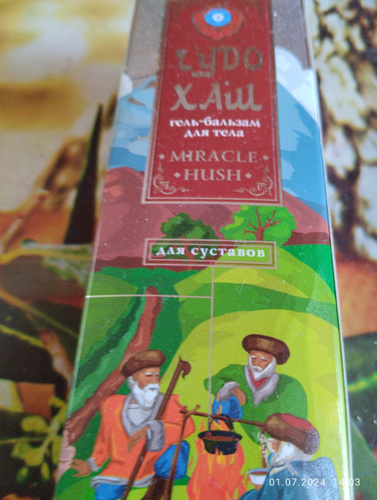 ЧУДО
ХАШ
гель-бальзам
для тела
MIRACLE
HUSH
для суставов
01.07.2024 14:03